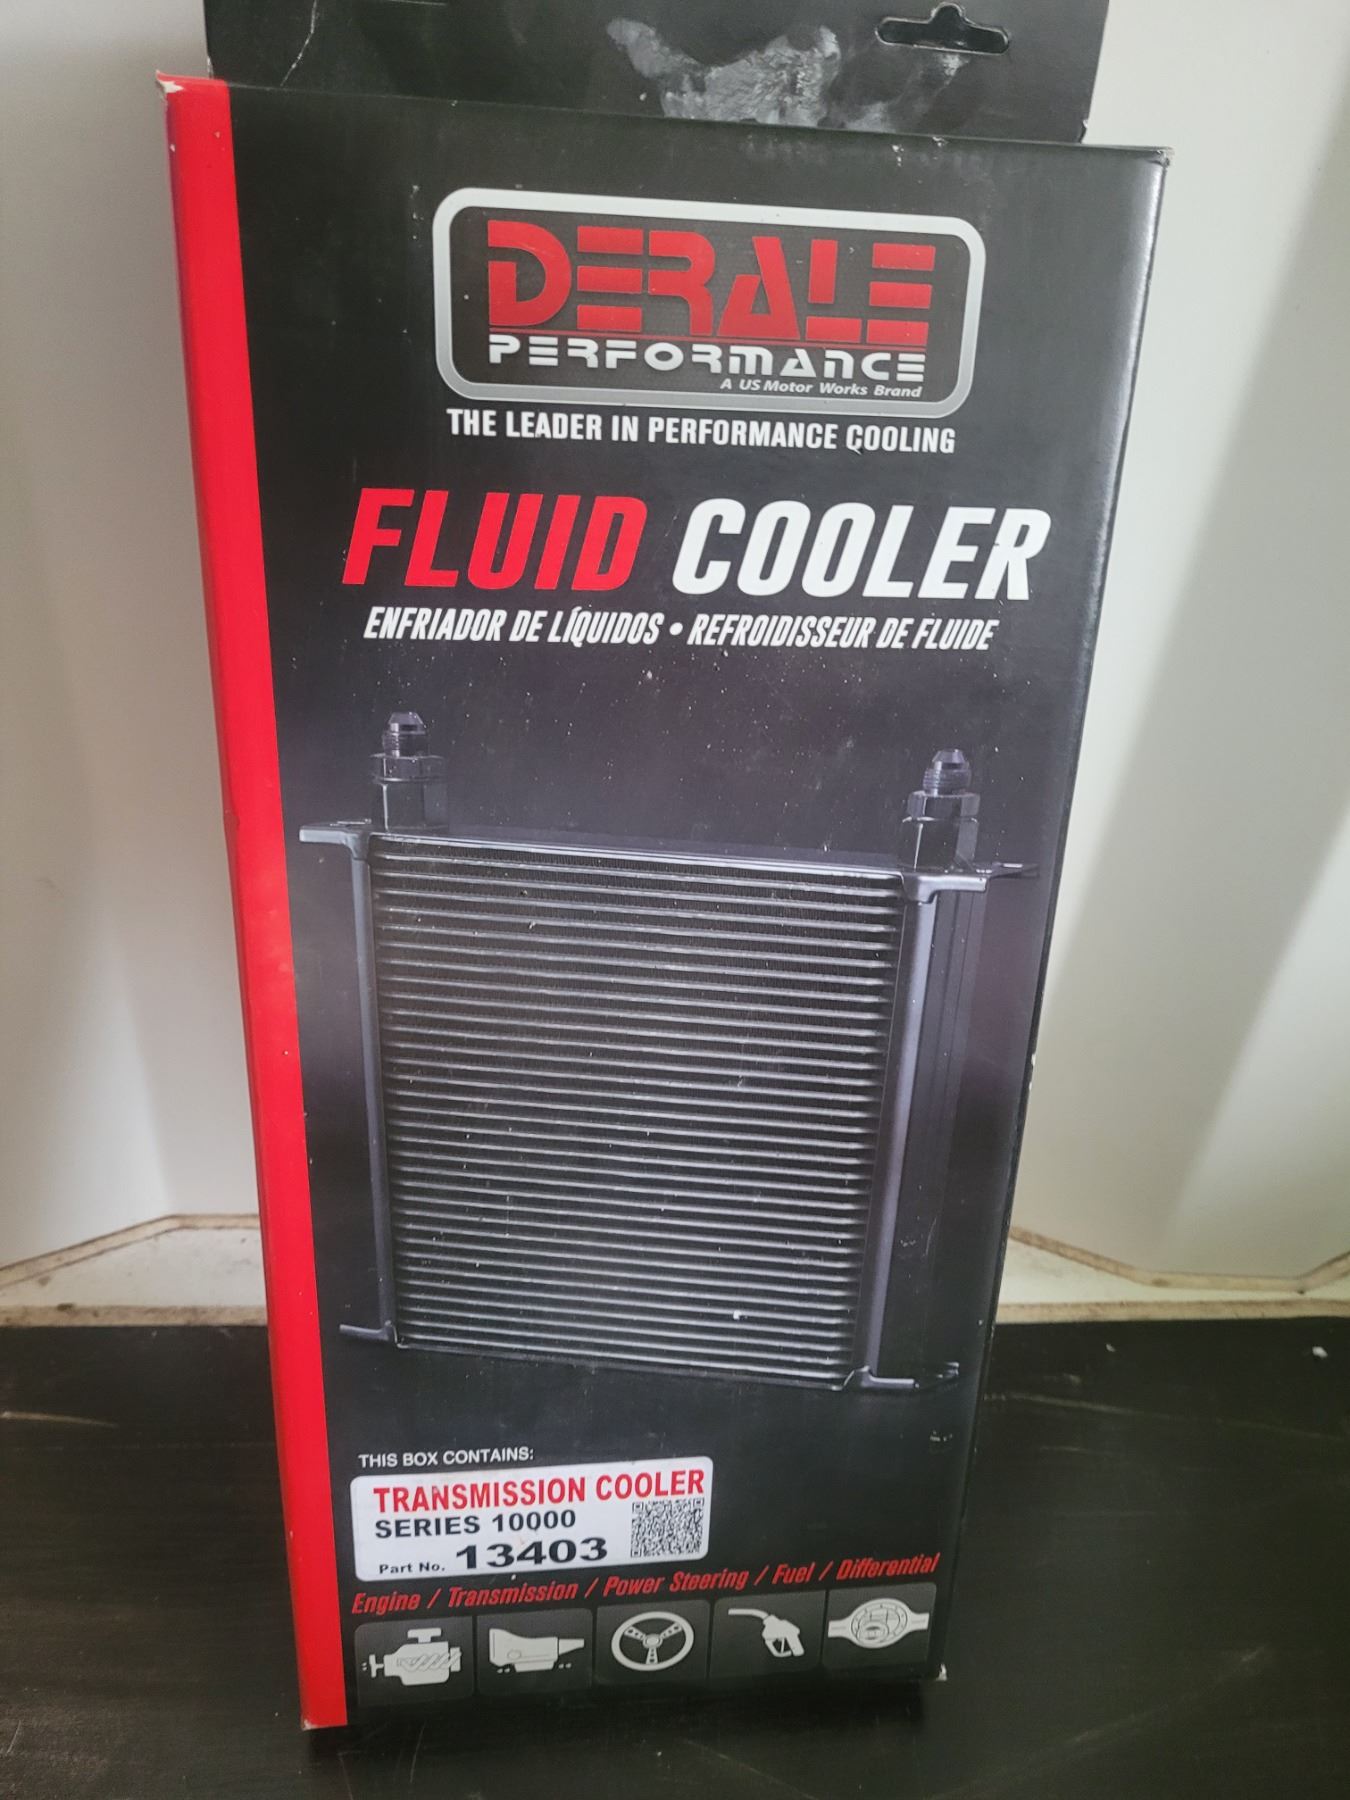 DERALE
PERFORMANCE
A US Motor Works Brand
THE LEADER IN PERFORMANCE COOLING
FLUID COOLER
ENFRIADOR DE LÍQUIDOS • REFROIDISSEUR DE FLUIDE
THIS BOX CONTAINS:
TRANSMISSION COOLER
SERIES 10000
Part No. 13403
Engine / Transmission / Power Steering / Fuel / Differential